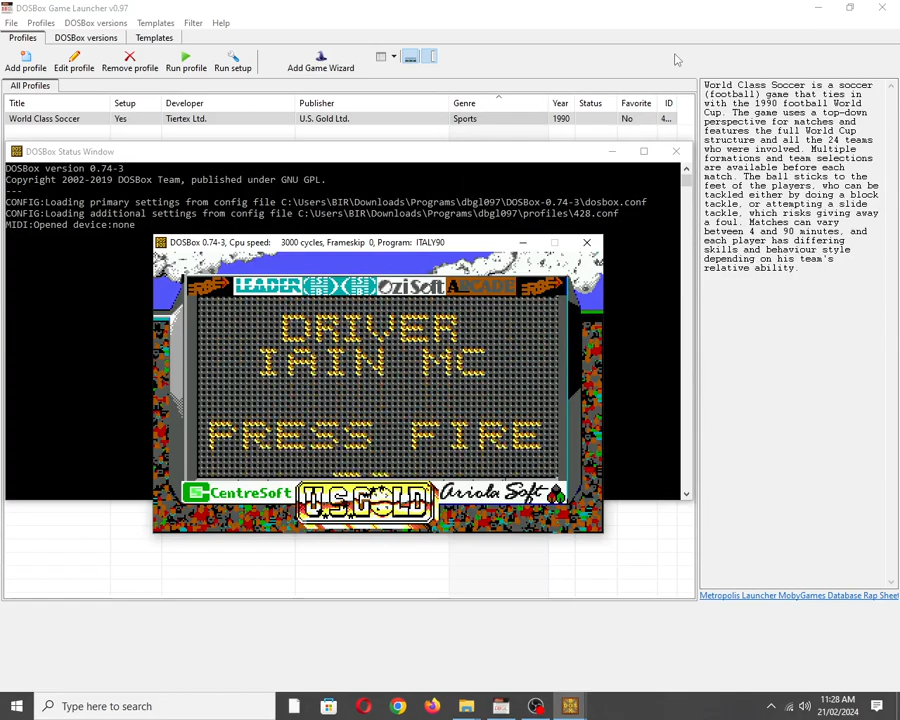 DOSBox Game Launcher v0.97
File Profiles DOSBox versions Templates Filter Help
Profiles DOSBox versions Templates
Add profile Edit profile Remove profile Run profile Run setup Add Game Wizard
All Profiles
Title Setup Developer Publisher Genre Year Status Favorite ID
World Class Soccer Yes Tiertex Ltd. U.S. Gold Ltd. Sports 1990 No 4...
World Class Soccer is a soccer
(football) game that ties in
with the 1990 football World
Cup. The game uses a top-down
perspective for matches and
features the full World Cup
structure and all the 24 teams
who were involved. Multiple
formations and team selections
are available before each
match. The ball sticks to the
feet of the players, who can be
tackled either by doing a block
tackle, or attempting a slide
tackle, which risks giving away
a foul. Matches can vary
between 4 and 90 minutes, and
each player has differing
skills and behaviour style
depending on his team's
relative ability.
DOSBox Status Window
DOSBox version 0.74-3
Copyright 2002-2019 DOSBox Team, published under GNU GPL.
---
CONFIG:Loading primary settings from config file C:\Users\BIR\Downloads\Programs\dbgl097\DOSBox-0.74-3\dosbox.conf
CONFIG:Loading additional settings from config file C:\Users\BIR\Downloads\Programs\dbgl097\profiles\428.conf
MIDI:Opened device:none
DOSBox 0.74-3, Cpu speed: 3000 cycles, Frameskip 0, Program: ITALY90
ERBE LEADER OziSoft ARCADE ERBE
DRIVER
IAIN MC
PRESS FIRE
CentreSoft U.S. GOLD Ariola Soft
Metropolis Launcher MobyGames Database Rap Sheet
Type here to search
11:28 AM
21/02/2024